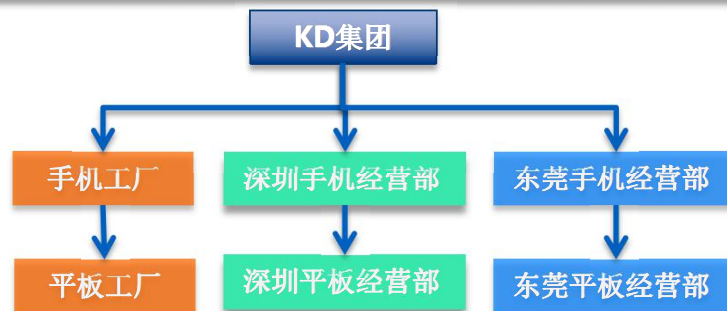 KD集团
手机工厂
深圳手机经营部
东莞手机经营部
平板工厂
深圳平板经营部
东莞平板经营部